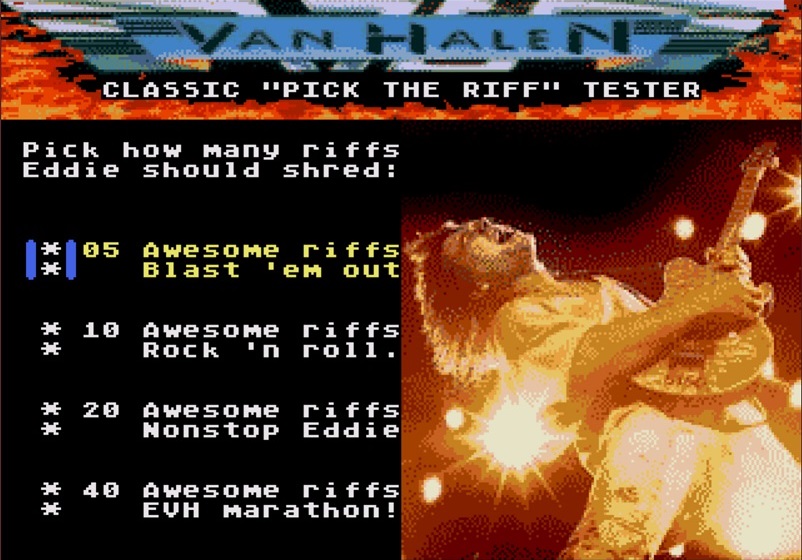 VAN HALEN
CLASSIC "PICK THE RIFF" TESTER
Pick how many riffs
Eddie should shred:
* 05 Awesome riffs
* Blast 'em out
* 10 Awesome riffs
* Rock 'n roll.
* 20 Awesome riffs
* Nonstop Eddie
* 40 Awesome riffs
* EVH marathon!